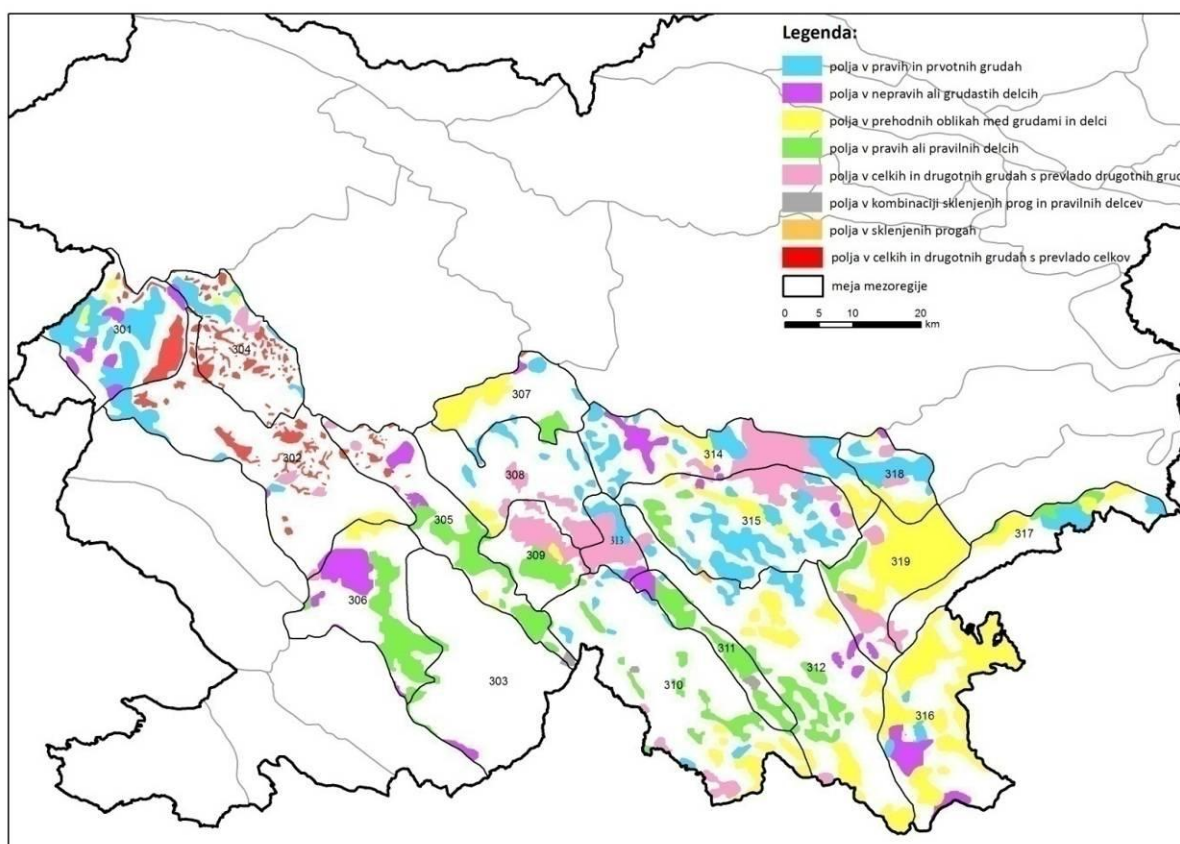 Legenda:
polja v pravih in prvotnih grudah
polja v nepravih ali grudastih delcih
polja v prehodnih oblikah med grudami in delci
polja v pravih ali pravilnih delcih
polja v celkih in drugotnih grudah s prevlado drugotnih grud
polja v kombinaciji sklenjenih prog in pravilnih delcev
polja v sklenjenih progah
polja v celkih in drugotnih grudah s prevlado celkov
meja mezoregije
0 5 10 20
km
301
304
307
302
308
314
318
305
315
313
309
317
319
306
311
312
303
310
316